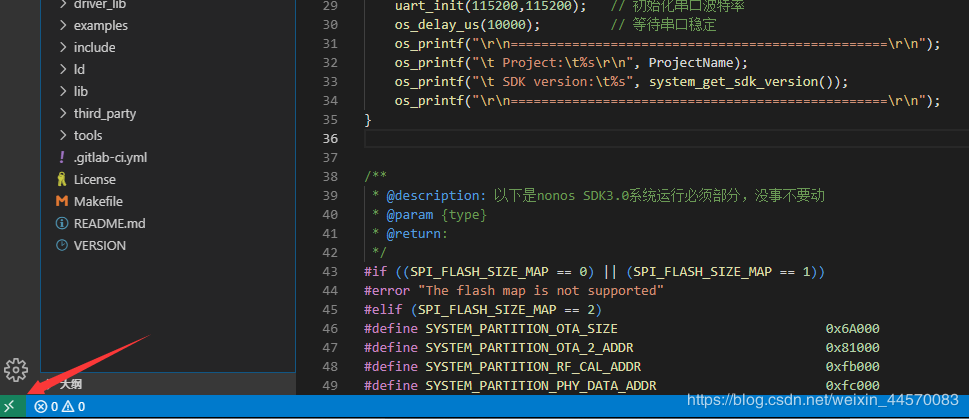 driver_lib
examples
include
ld
lib
third_party
tools
.gitlab-ci.yml
License
Makefile
README.md
VERSION
大纲
0 0
29 uart_init(115200,115200); // 初始化串口波特率
30 os_delay_us(10000); // 等待串口稳定
31 os_printf("\r\n=================================================\r\n");
32 os_printf("\t Project:\t%s\r\n", ProjectName);
33 os_printf("\t SDK version:\t%s", system_get_sdk_version());
34 os_printf("\r\n=================================================\r\n");
35 }
36
37
38 /**
39 * @description: 以下是nonos SDK3.0系统运行必须部分，没事不要动
40 * @param {type}
41 * @return:
42 */
43 #if ((SPI_FLASH_SIZE_MAP == 0) || (SPI_FLASH_SIZE_MAP == 1))
44 #error "The flash map is not supported"
45 #elif (SPI_FLASH_SIZE_MAP == 2)
46 #define SYSTEM_PARTITION_OTA_SIZE 0x6A000
47 #define SYSTEM_PARTITION_OTA_2_ADDR 0x81000
48 #define SYSTEM_PARTITION_RF_CAL_ADDR 0xfb000
49 #define SYSTEM_PARTITION_PHY_DATA_ADDR 0xfc000
https://blog.csdn.net/weixin_44570083